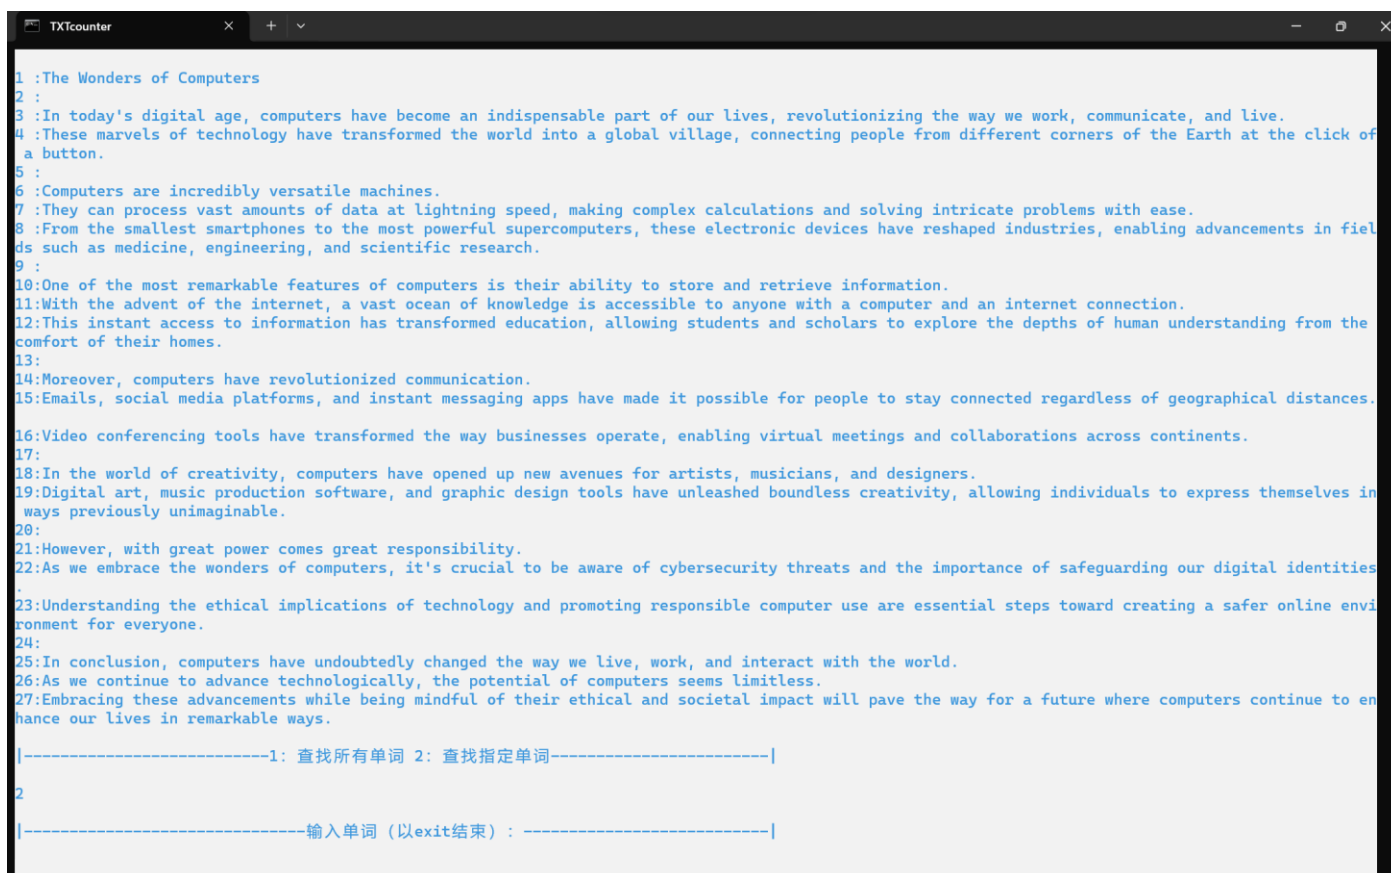 TXTcounter
1 :The Wonders of Computers
2 :
3 :In today's digital age, computers have become an indispensable part of our lives, revolutionizing the way we work, communicate, and live.
4 :These marvels of technology have transformed the world into a global village, connecting people from different corners of the Earth at the click of
a button.
5 :
6 :Computers are incredibly versatile machines.
7 :They can process vast amounts of data at lightning speed, making complex calculations and solving intricate problems with ease.
8 :From the smallest smartphones to the most powerful supercomputers, these electronic devices have reshaped industries, enabling advancements in fiel
ds such as medicine, engineering, and scientific research.
9 :
10:One of the most remarkable features of computers is their ability to store and retrieve information.
11:With the advent of the internet, a vast ocean of knowledge is accessible to anyone with a computer and an internet connection.
12:This instant access to information has transformed education, allowing students and scholars to explore the depths of human understanding from the
comfort of their homes.
13:
14:Moreover, computers have revolutionized communication.
15:Emails, social media platforms, and instant messaging apps have made it possible for people to stay connected regardless of geographical distances.
16:Video conferencing tools have transformed the way businesses operate, enabling virtual meetings and collaborations across continents.
17:
18:In the world of creativity, computers have opened up new avenues for artists, musicians, and designers.
19:Digital art, music production software, and graphic design tools have unleashed boundless creativity, allowing individuals to express themselves in
ways previously unimaginable.
20:
21:However, with great power comes great responsibility.
22:As we embrace the wonders of computers, it's crucial to be aware of cybersecurity threats and the importance of safeguarding our digital identities
.
23:Understanding the ethical implications of technology and promoting responsible computer use are essential steps toward creating a safer online envi
ronment for everyone.
24:
25:In conclusion, computers have undoubtedly changed the way we live, work, and interact with the world.
26:As we continue to advance technologically, the potential of computers seems limitless.
27:Embracing these advancements while being mindful of their ethical and societal impact will pave the way for a future where computers continue to en
hance our lives in remarkable ways.
|---------------------------1: 查找所有单词 2: 查找指定单词------------------------|
2
|-------------------------------输入单词（以exit结束）: ---------------------------|